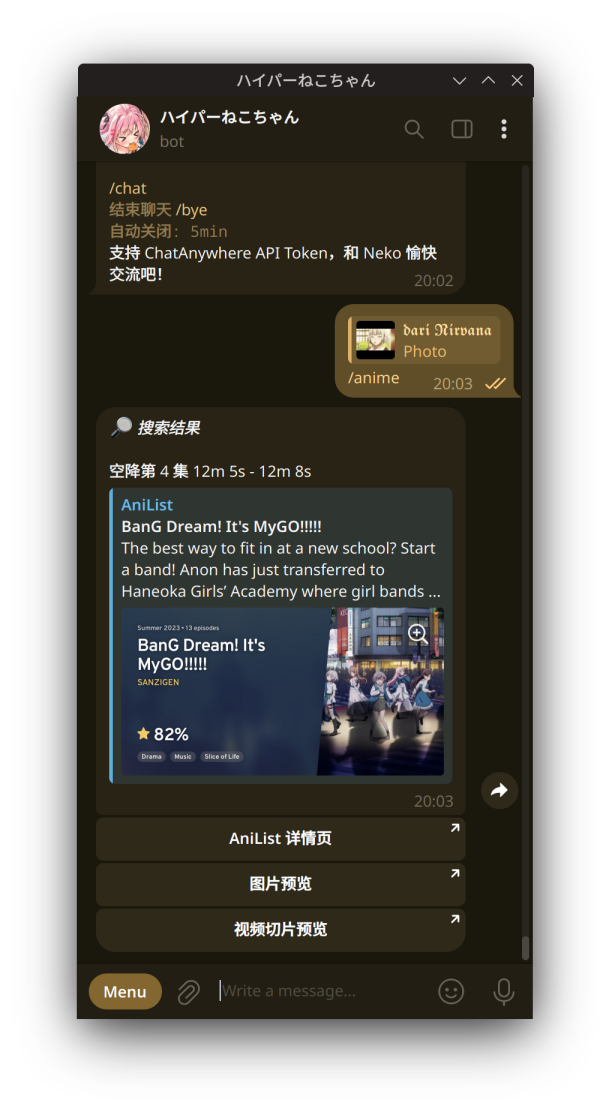 ハイパーねこちゃん
ハイパーねこちゃん
bot
/chat
结束聊天 /bye
自动关闭: 5min
支持 ChatAnywhere API Token，和 Neko 愉快
交流吧！
20:02
𝖉𝖆𝖗𝖎 𝕹𝖎𝖗𝖛𝖆𝖓𝖆
Photo
/anime
20:03
搜索结果
空降第 4 集 12m 5s - 12m 8s
AniList
BanG Dream! It's MyGO!!!!!
The best way to fit in at a new school? Start
a band! Anon has just transferred to
Haneoka Girls’ Academy where girl bands ...
Summer 2023 • 13 episodes
BanG Dream! It's
MyGO!!!!!
SANZIGEN
82%
Drama Music Slice of Life
20:03
AniList 详情页
图片预览
视频切片预览
Menu
Write a message...